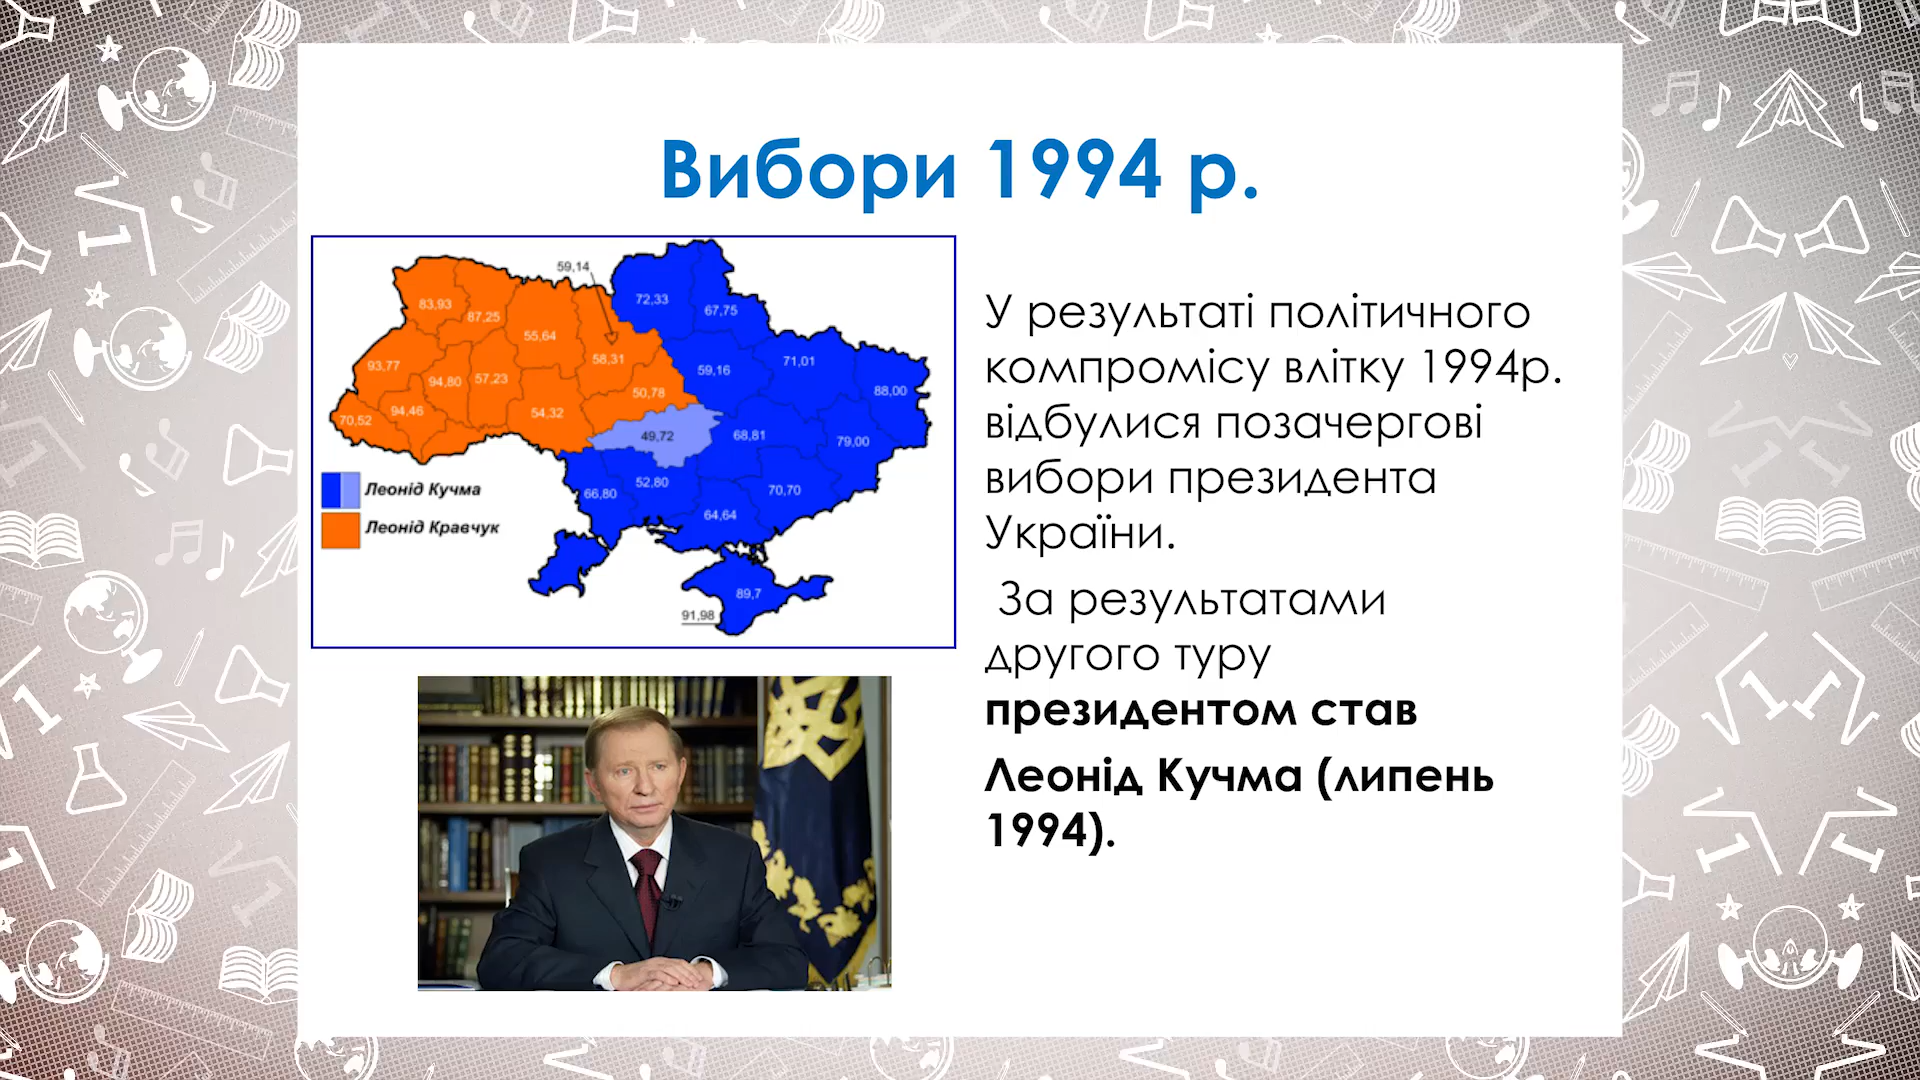 Вибори 1994 р.
59,14
83,93
87,25
55,64
58,31
93,77
94,80
57,23
50,78
70,52
94,46
54,32
72,33
67,75
59,16
71,01
88,00
49,72
68,81
79,00
66,80
52,80
70,70
64,64
89,7
91,98
Леонід Кучма
Леонід Кравчук
У результаті політичного
компромісу влітку 1994р.
відбулися позачергові
вибори президента
України.
За результатами
другого туру
президентом став
Леонід Кучма (липень
1994).